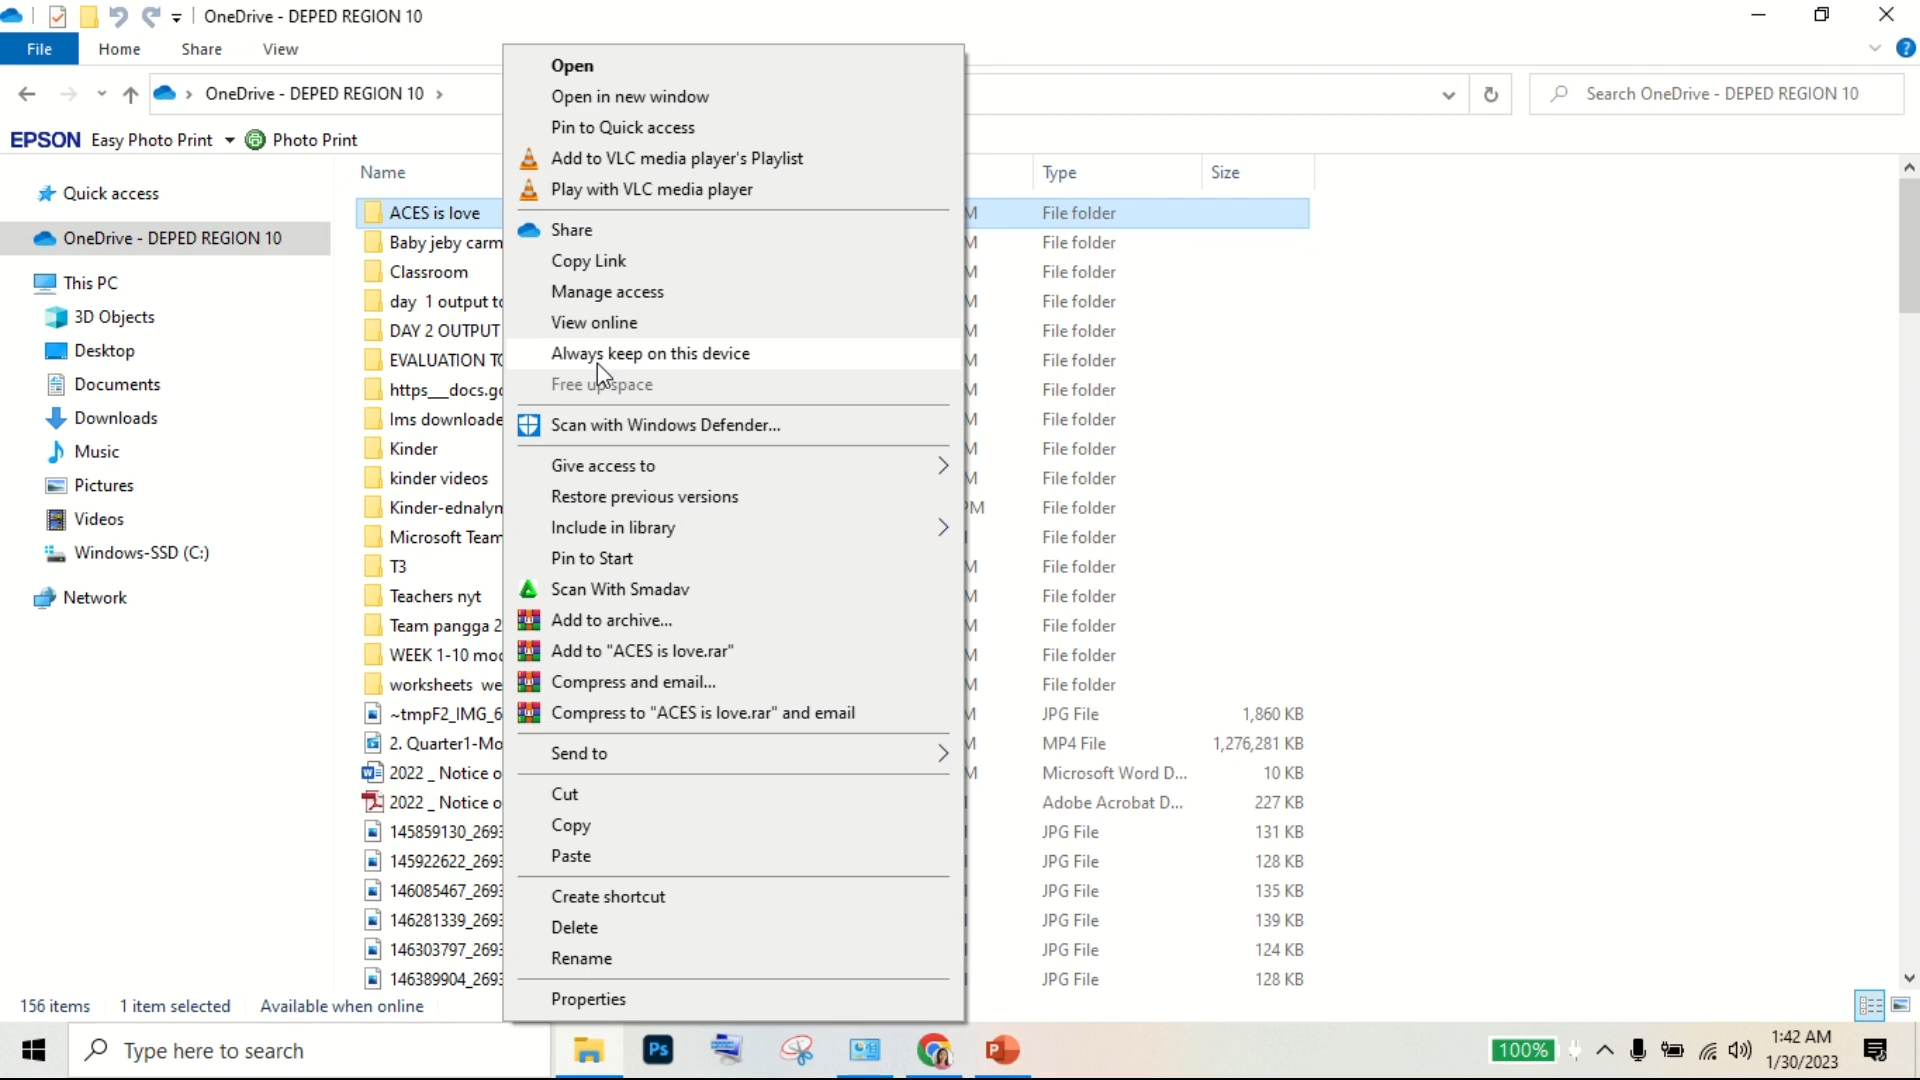 OneDrive - DEPED REGION 10
File Home Share View
OneDrive - DEPED REGION 10
Search OneDrive - DEPED REGION 10
EPSON Easy Photo Print Photo Print
Quick access
OneDrive - DEPED REGION 10
This PC
3D Objects
Desktop
Documents
Downloads
Music
Pictures
Videos
Windows-SSD (C:)
Network
Name Type Size
ACES is love M File folder
Baby jeby carm M File folder
Classroom M File folder
day 1 output to M File folder
DAY 2 OUTPUT M File folder
EVALUATION TO M File folder
https__docs.go M File folder
lms downloade M File folder
Kinder M File folder
kinder videos M File folder
Kinder-ednalyn PM File folder
Microsoft Team File folder
T3 M File folder
Teachers nyt M File folder
Team pangga 2 M File folder
WEEK 1-10 mod M File folder
worksheets we M File folder
~tmpF2_IMG_6 M JPG File 1,860 KB
2. Quarter1-Mo M MP4 File 1,276,281 KB
2022 _ Notice o M Microsoft Word D... 10 KB
2022 _ Notice o Adobe Acrobat D... 227 KB
145859130_2693 JPG File 131 KB
145922622_2693 JPG File 128 KB
146085467_2693 JPG File 135 KB
146281339_2693 JPG File 139 KB
146303797_2693 JPG File 124 KB
146389904_2693 JPG File 128 KB
Open
Open in new window
Pin to Quick access
Add to VLC media player's Playlist
Play with VLC media player
Share
Copy Link
Manage access
View online
Always keep on this device
Free up space
Scan with Windows Defender...
Give access to
Restore previous versions
Include in library
Pin to Start
Scan With Smadav
Add to archive...
Add to "ACES is love.rar"
Compress and email...
Compress to "ACES is love.rar" and email
Send to
Cut
Copy
Paste
Create shortcut
Delete
Rename
Properties
156 items 1 item selected Available when online
Type here to search
Ps
100%
1:42 AM
1/30/2023